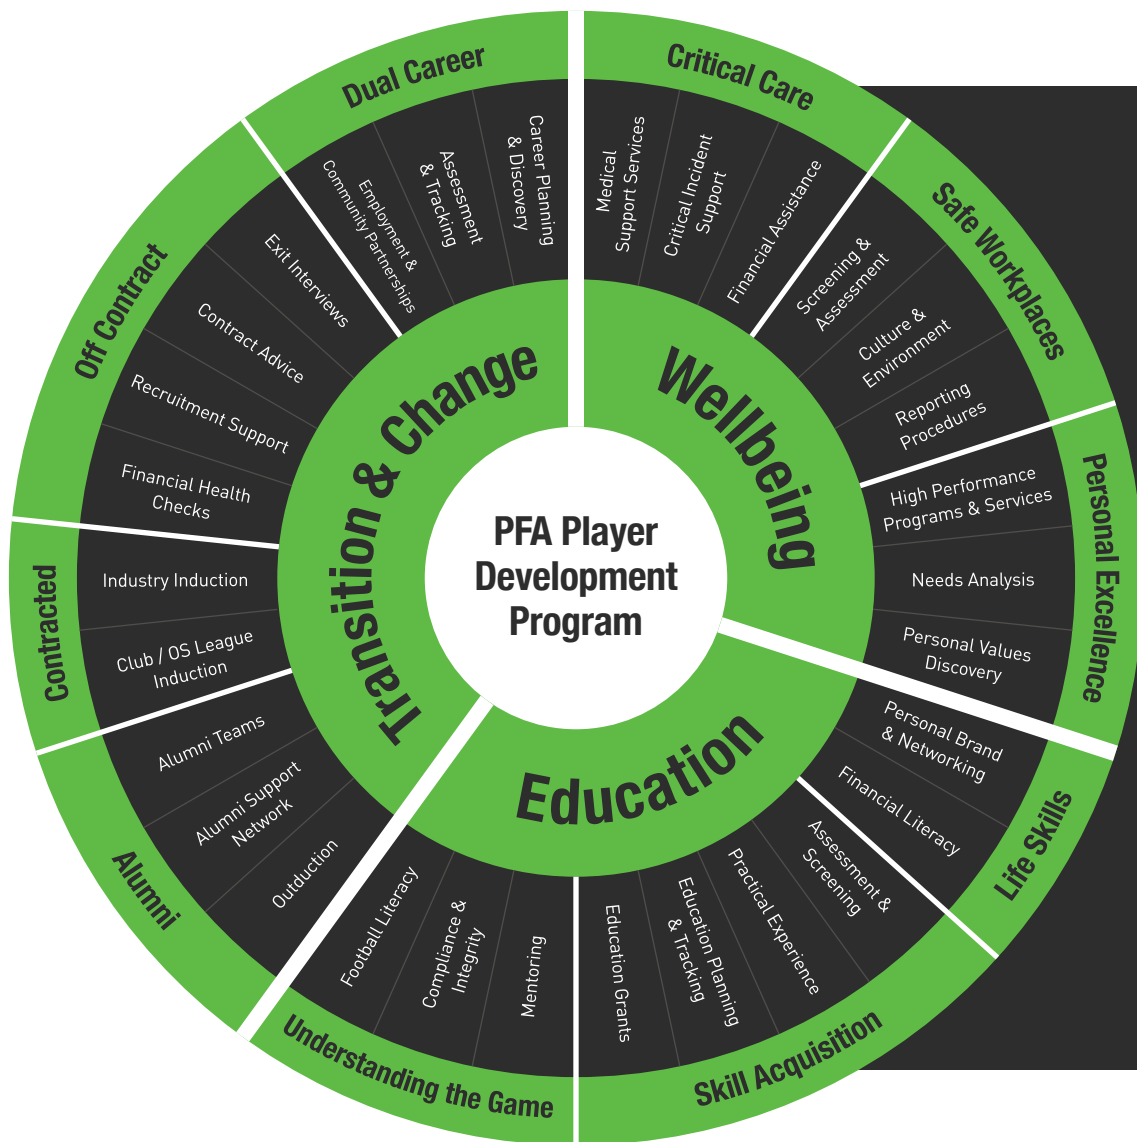 PFA Player
Development
Program
Wellbeing
Critical Care
Medical
Support Services
Critical Incident
Support
Financial Assistance
Safe Workplaces
Screening &
Assessment
Culture &
Environment
Reporting
Procedures
Personal Excellence
High Performance
Programs & Services
Needs Analysis
Personal Values
Discovery
Education
Life Skills
Personal Brand
& Networking
Financial Literacy
Skill Acquisition
Assessment &
Screening
Practical Experience
Education Planning
& Tracking
Education Grants
Understanding the Game
Mentoring
Compliance &
Integrity
Football Literacy
Transition & Change
Alumni
Outduction
Alumni Support
Network
Alumni Teams
Contracted
Club / OS League
Induction
Industry Induction
Off Contract
Financial Health
Checks
Recruitment Support
Contract Advice
Exit Interviews
Dual Career
Employment &
Community Partnerships
Assessment
& Tracking
Career Planning
& Discovery